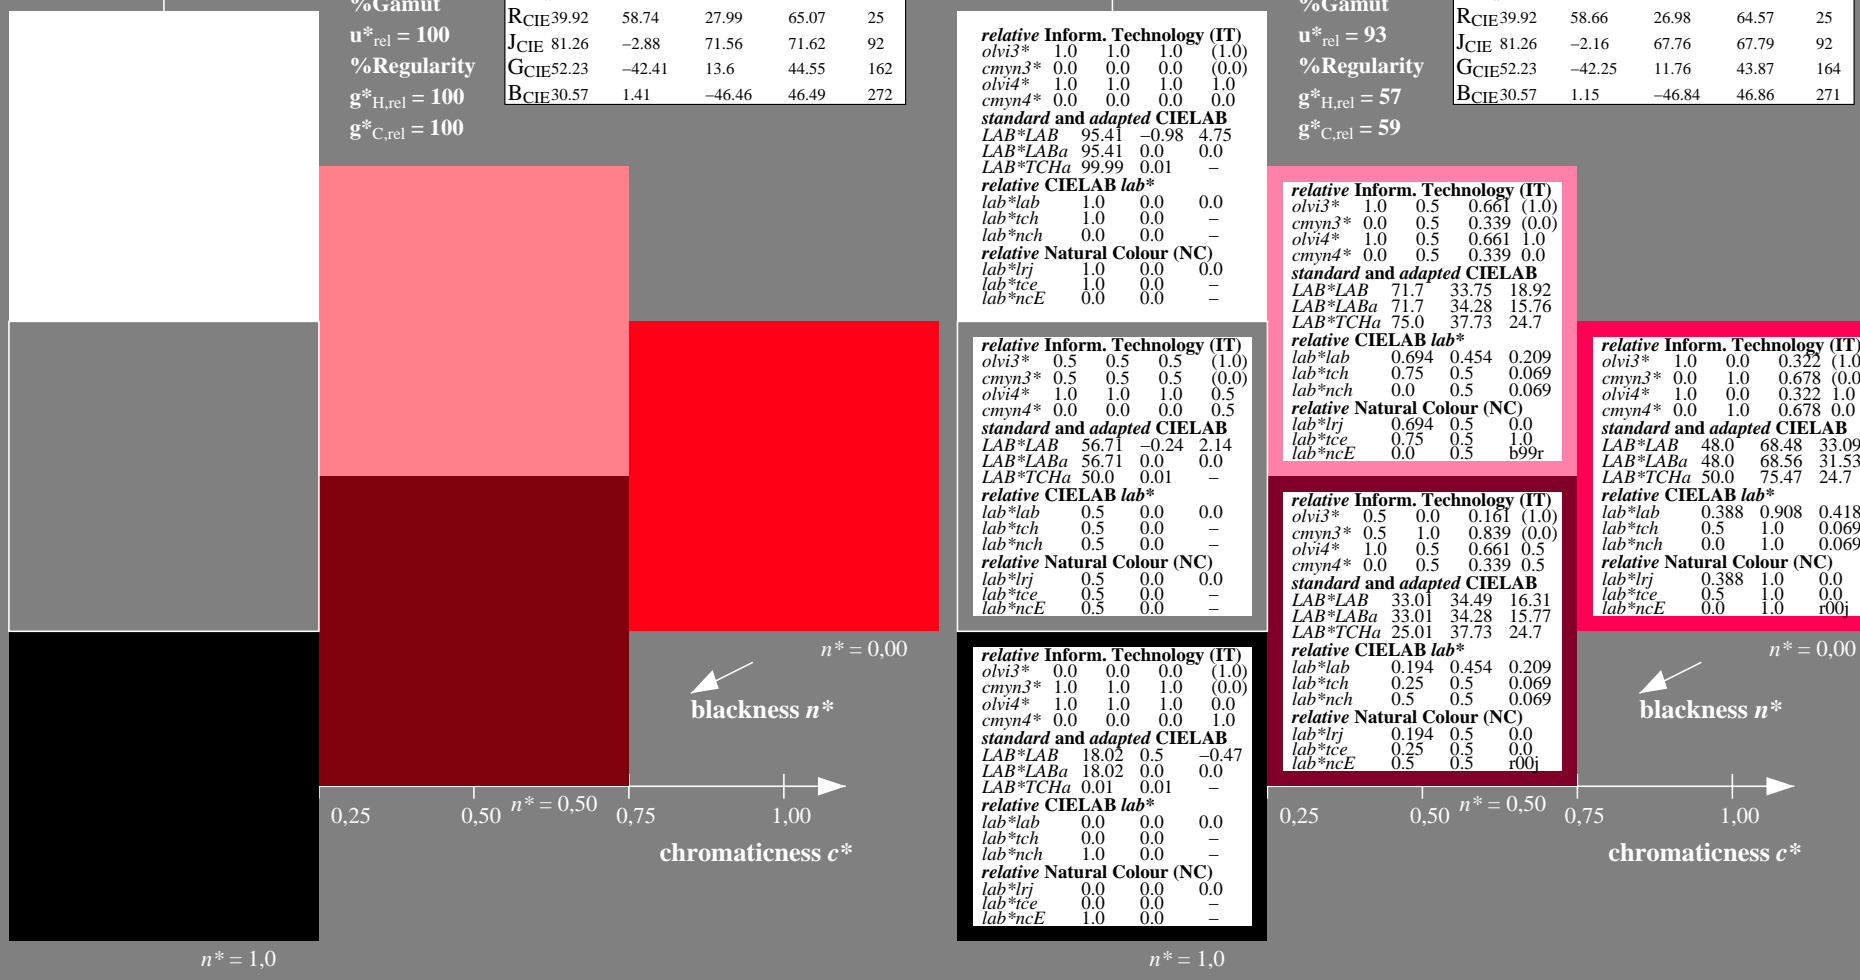 %Gamut
u*rel = 100
%Regularity
g*H,rel = 100
g*C,rel = 100
RCIE 39.92 58.74 27.99 65.07 25
JCIE 81.26 −2.88 71.56 71.62 92
GCIE 52.23 −42.41 13.6 44.55 162
BCIE 30.57 1.41 −46.46 46.49 272
n* = 0,00
blackness n*
0,25 0,50 n* = 0,50 0,75 1,00
chromaticness c*
n* = 1,0
%Gamut
u*rel = 93
%Regularity
g*H,rel = 57
g*C,rel = 59
RCIE 39.92 58.66 26.98 64.57 25
JCIE 81.26 −2.16 67.76 67.79 92
GCIE 52.23 −42.25 11.76 43.87 164
BCIE 30.57 1.15 −46.84 46.86 271
relative Inform. Technology (IT)
olvi3* 1.0 1.0 1.0 (1.0)
cmyn3* 0.0 0.0 0.0 (0.0)
olvi4* 1.0 1.0 1.0 1.0
cmyn4* 0.0 0.0 0.0 0.0
standard and adapted CIELAB
LAB*LAB 95.41 −0.98 4.75
LAB*LABa 95.41 0.0 0.0
LAB*TCHa 99.99 0.01 –
relative CIELAB lab*
lab*lab 1.0 0.0 0.0
lab*tch 1.0 0.0 –
lab*nch 0.0 0.0 –
relative Natural Colour (NC)
lab*lrj 1.0 0.0 0.0
lab*tce 1.0 0.0 –
lab*ncE 0.0 0.0 –
relative Inform. Technology (IT)
olvi3* 1.0 0.5 0.661 (1.0)
cmyn3* 0.0 0.5 0.339 (0.0)
olvi4* 1.0 0.5 0.661 1.0
cmyn4* 0.0 0.5 0.339 0.0
standard and adapted CIELAB
LAB*LAB 71.7 33.75 18.92
LAB*LABa 71.7 34.28 15.76
LAB*TCHa 75.0 37.73 24.7
relative CIELAB lab*
lab*lab 0.694 0.454 0.209
lab*tch 0.75 0.5 0.069
lab*nch 0.0 0.5 0.069
relative Natural Colour (NC)
lab*lrj 0.694 0.5 0.0
lab*tce 0.75 0.5 1.0
lab*ncE 0.0 0.5 b99r
relative Inform. Technology (IT)
olvi3* 0.5 0.5 0.5 (1.0)
cmyn3* 0.5 0.5 0.5 (0.0)
olvi4* 1.0 1.0 1.0 0.5
cmyn4* 0.0 0.0 0.0 0.5
standard and adapted CIELAB
LAB*LAB 56.71 −0.24 2.14
LAB*LABa 56.71 0.0 0.0
LAB*TCHa 50.0 0.01 –
relative CIELAB lab*
lab*lab 0.5 0.0 0.0
lab*tch 0.5 0.0 –
lab*nch 0.5 0.0 –
relative Natural Colour (NC)
lab*lrj 0.5 0.0 0.0
lab*tce 0.5 0.0 –
lab*ncE 0.5 0.0 –
relative Inform. Technology (IT)
olvi3* 1.0 0.0 0.322 (1.0
cmyn3* 0.0 1.0 0.678 (0.0
olvi4* 1.0 0.0 0.322 1.0
cmyn4* 0.0 1.0 0.678 0.0
standard and adapted CIELAB
LAB*LAB 48.0 68.48 33.09
LAB*LABa 48.0 68.56 31.53
LAB*TCHa 50.0 75.47 24.7
relative CIELAB lab*
lab*lab 0.388 0.908 0.418
lab*tch 0.5 1.0 0.069
lab*nch 0.0 1.0 0.069
relative Natural Colour (NC)
lab*lrj 0.388 1.0 0.0
lab*tce 0.5 1.0 0.0
lab*ncE 0.0 1.0 r00j
relative Inform. Technology (IT)
olvi3* 0.5 0.0 0.161 (1.0)
cmyn3* 0.5 1.0 0.839 (0.0)
olvi4* 1.0 0.5 0.661 0.5
cmyn4* 0.0 0.5 0.339 0.5
standard and adapted CIELAB
LAB*LAB 33.01 34.49 16.31
LAB*LABa 33.01 34.28 15.77
LAB*TCHa 25.01 37.73 24.7
relative CIELAB lab*
lab*lab 0.194 0.454 0.209
lab*tch 0.25 0.5 0.069
lab*nch 0.5 0.5 0.069
relative Natural Colour (NC)
lab*lrj 0.194 0.5 0.0
lab*tce 0.25 0.5 0.0
lab*ncE 0.5 0.5 r00j
relative Inform. Technology (IT)
olvi3* 0.0 0.0 0.0 (1.0)
cmyn3* 1.0 1.0 1.0 (0.0)
olvi4* 1.0 1.0 1.0 0.0
cmyn4* 0.0 0.0 0.0 1.0
standard and adapted CIELAB
LAB*LAB 18.02 0.5 −0.47
LAB*LABa 18.02 0.0 0.0
LAB*TCHa 0.01 0.01 –
relative CIELAB lab*
lab*lab 0.0 0.0 0.0
lab*tch 0.0 0.0 –
lab*nch 1.0 0.0 –
relative Natural Colour (NC)
lab*lrj 0.0 0.0 0.0
lab*tce 0.0 0.0 –
lab*ncE 1.0 0.0 –
n* = 0,00
blackness n*
0,25 0,50 n* = 0,50 0,75 1,00
chromaticness c*
n* = 1,0